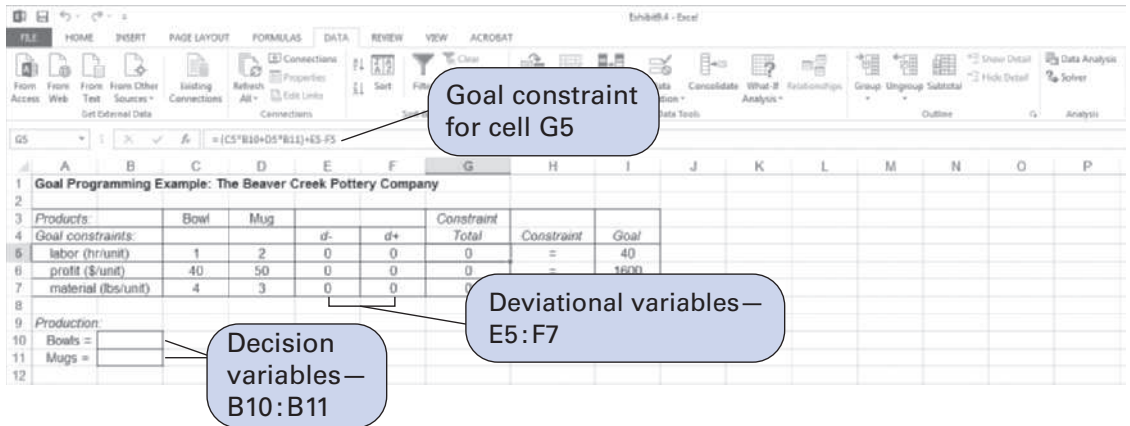 Exhibit9.4 - Excel
FILE HOME INSERT PAGE LAYOUT FORMULAS DATA REVIEW VIEW ACROBAT
From Access From Web From Text From Other Sources Existing Connections Refresh All Connections Properties Edit Links Sort Clear Consolidate What-If Analysis Relationships Group Ungroup Subtotal Show Detail Hide Detail Data Analysis Solver
Get External Data Connections Data Tools Outline Analysis
Goal constraint
for cell G5
G5 fx =(C5*B10+D5*B11)+E5-F5
A B C D E F G H I J K L M N O P
1 Goal Programming Example: The Beaver Creek Pottery Company
2
3 Products: Bowl Mug Constraint
4 Goal constraints: d- d+ Total Constraint Goal
5 labor (hr/unit) 1 2 0 0 0 = 40
6 profit ($/unit) 40 50 0 0 0 = 1600
7 material (lbs/unit) 4 3 0 0 0
8
Deviational variables—
E5:F7
9 Production:
10 Bowls =
11 Mugs =
12
Decision
variables—
B10:B11